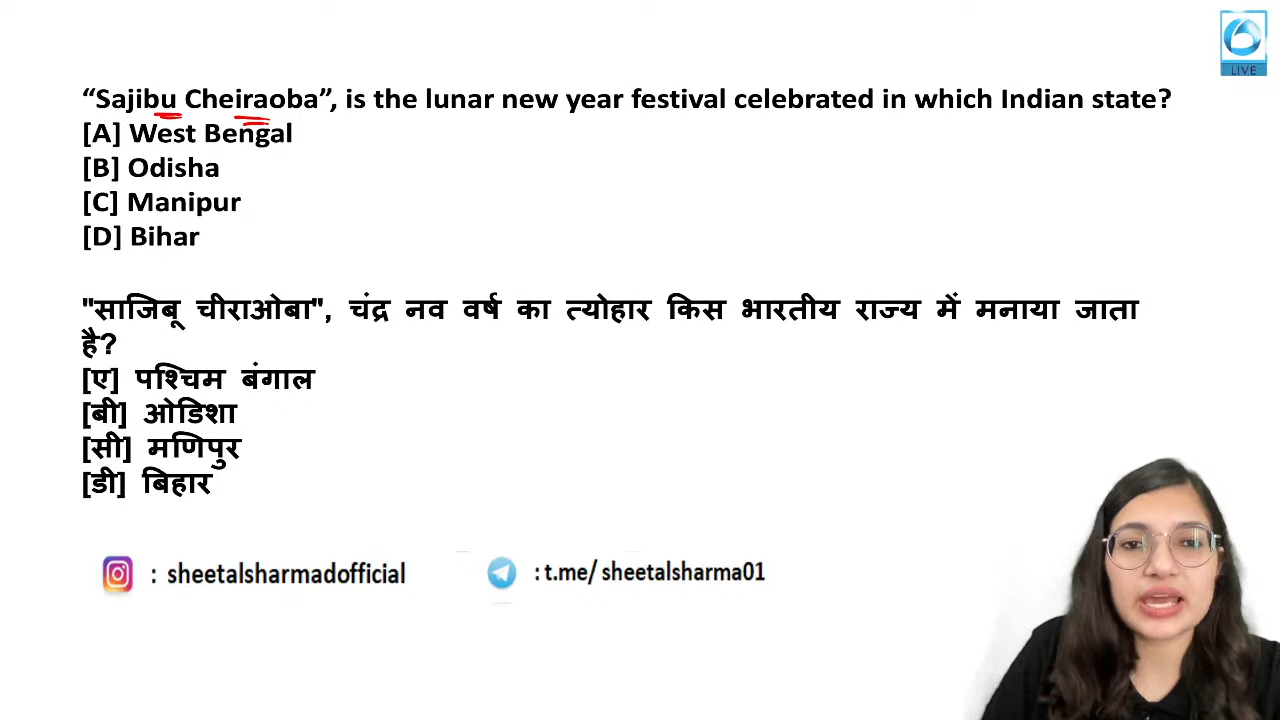 LIVE
“Sajibu Cheiraoba”, is the lunar new year festival celebrated in which Indian state?
[A] West Bengal
[B] Odisha
[C] Manipur
[D] Bihar
"साजिबू चीराओबा", चंद्र नव वर्ष का त्योहार किस भारतीय राज्य में मनाया जाता
है?
[ए] पश्चिम बंगाल
[बी] ओडिशा
[सी] मणिपुर
[डी] बिहार
: sheetalsharmadofficial
: t.me/ sheetalsharma01